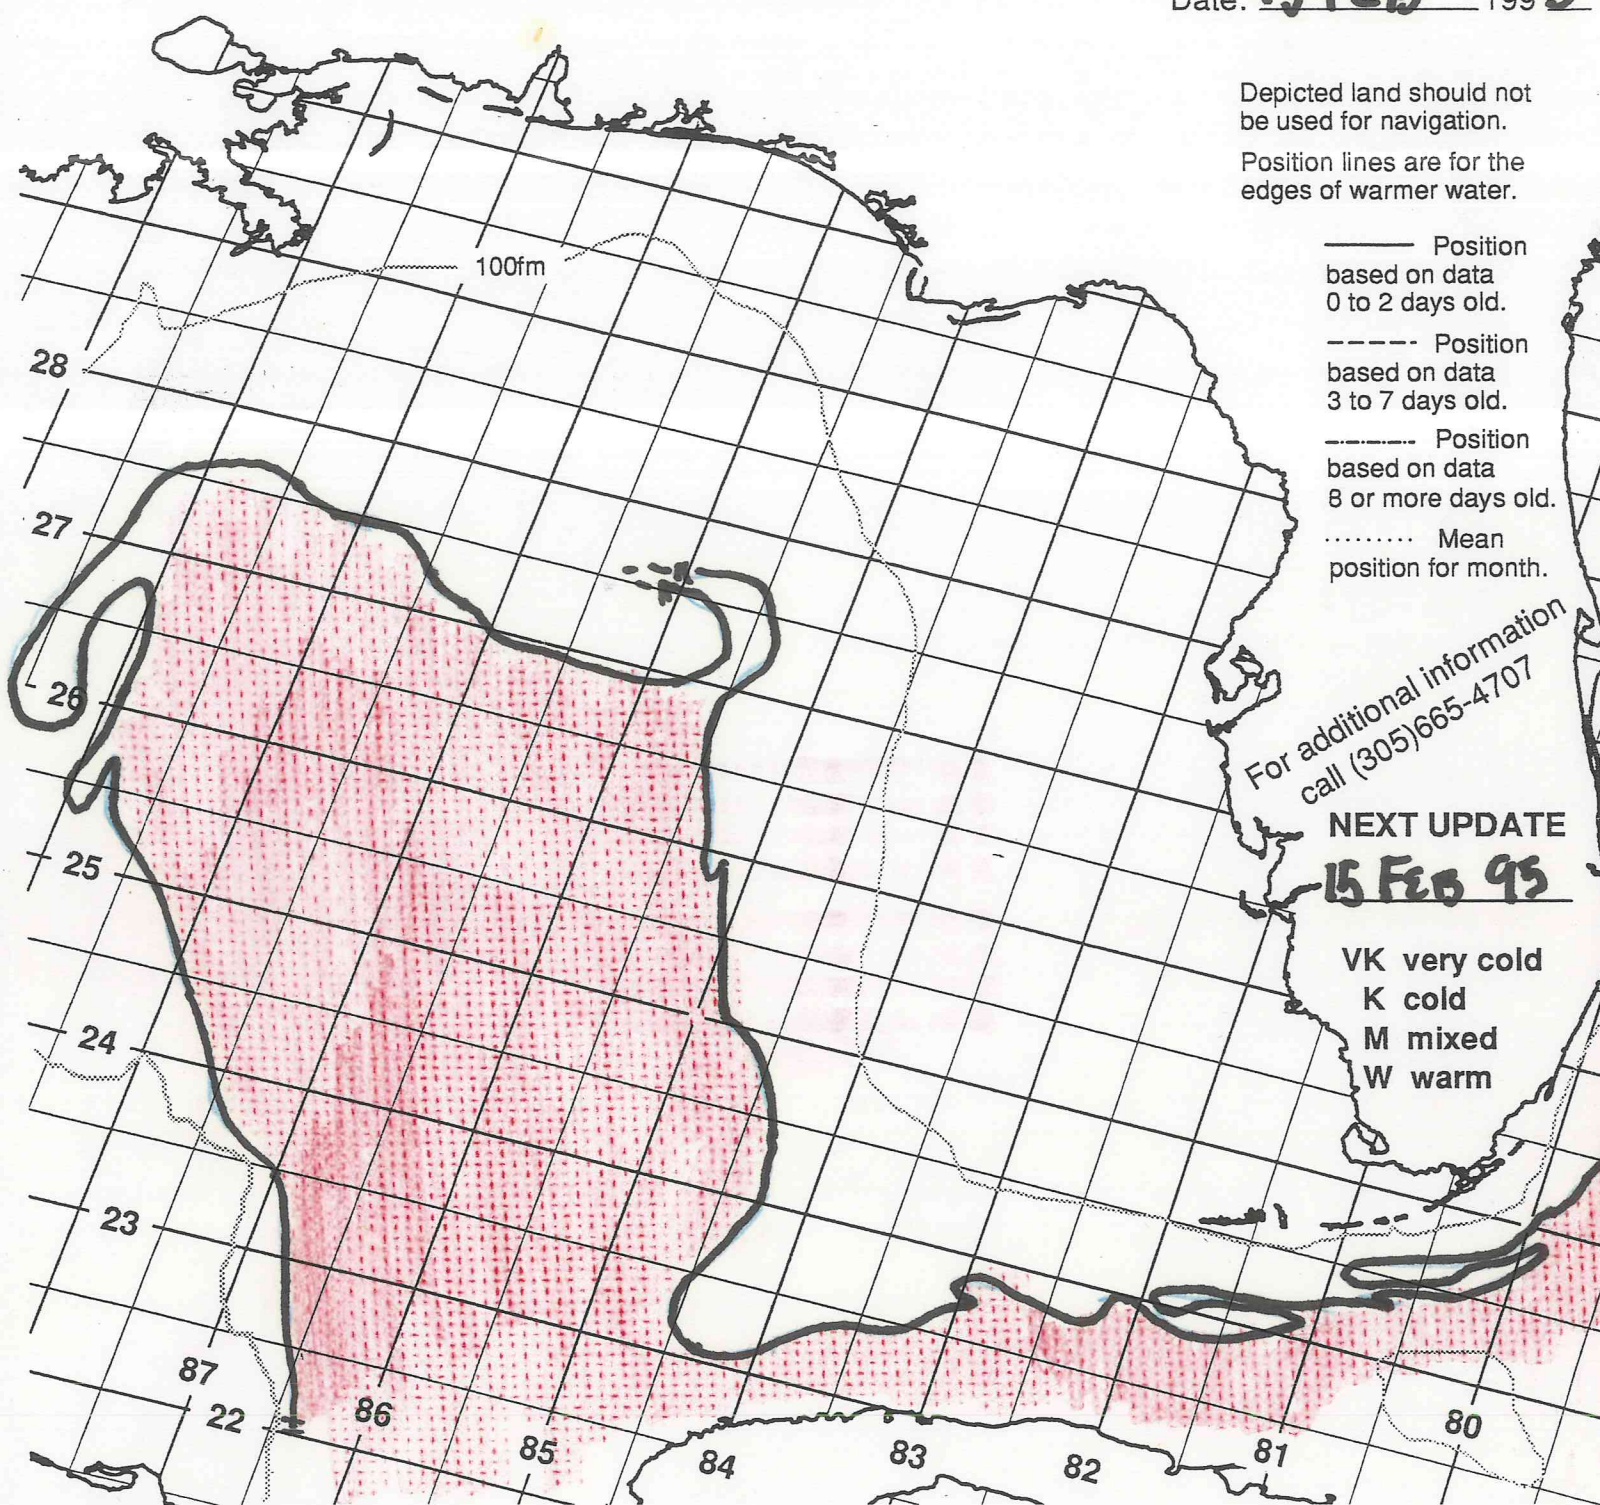 Date: 13 FEB 1995
Depicted land should not
be used for navigation.
Position lines are for the
edges of warmer water.
Position
based on data
0 to 2 days old.
Position
based on data
3 to 7 days old.
Position
based on data
8 or more days old.
Mean
position for month.
For additional information
call (305)665-4707
NEXT UPDATE
15 FEB 95
VK very cold
K cold
M mixed
W warm
100fm
28
27
26
25
24
23
87
22
86
85
84
83
82
81
80